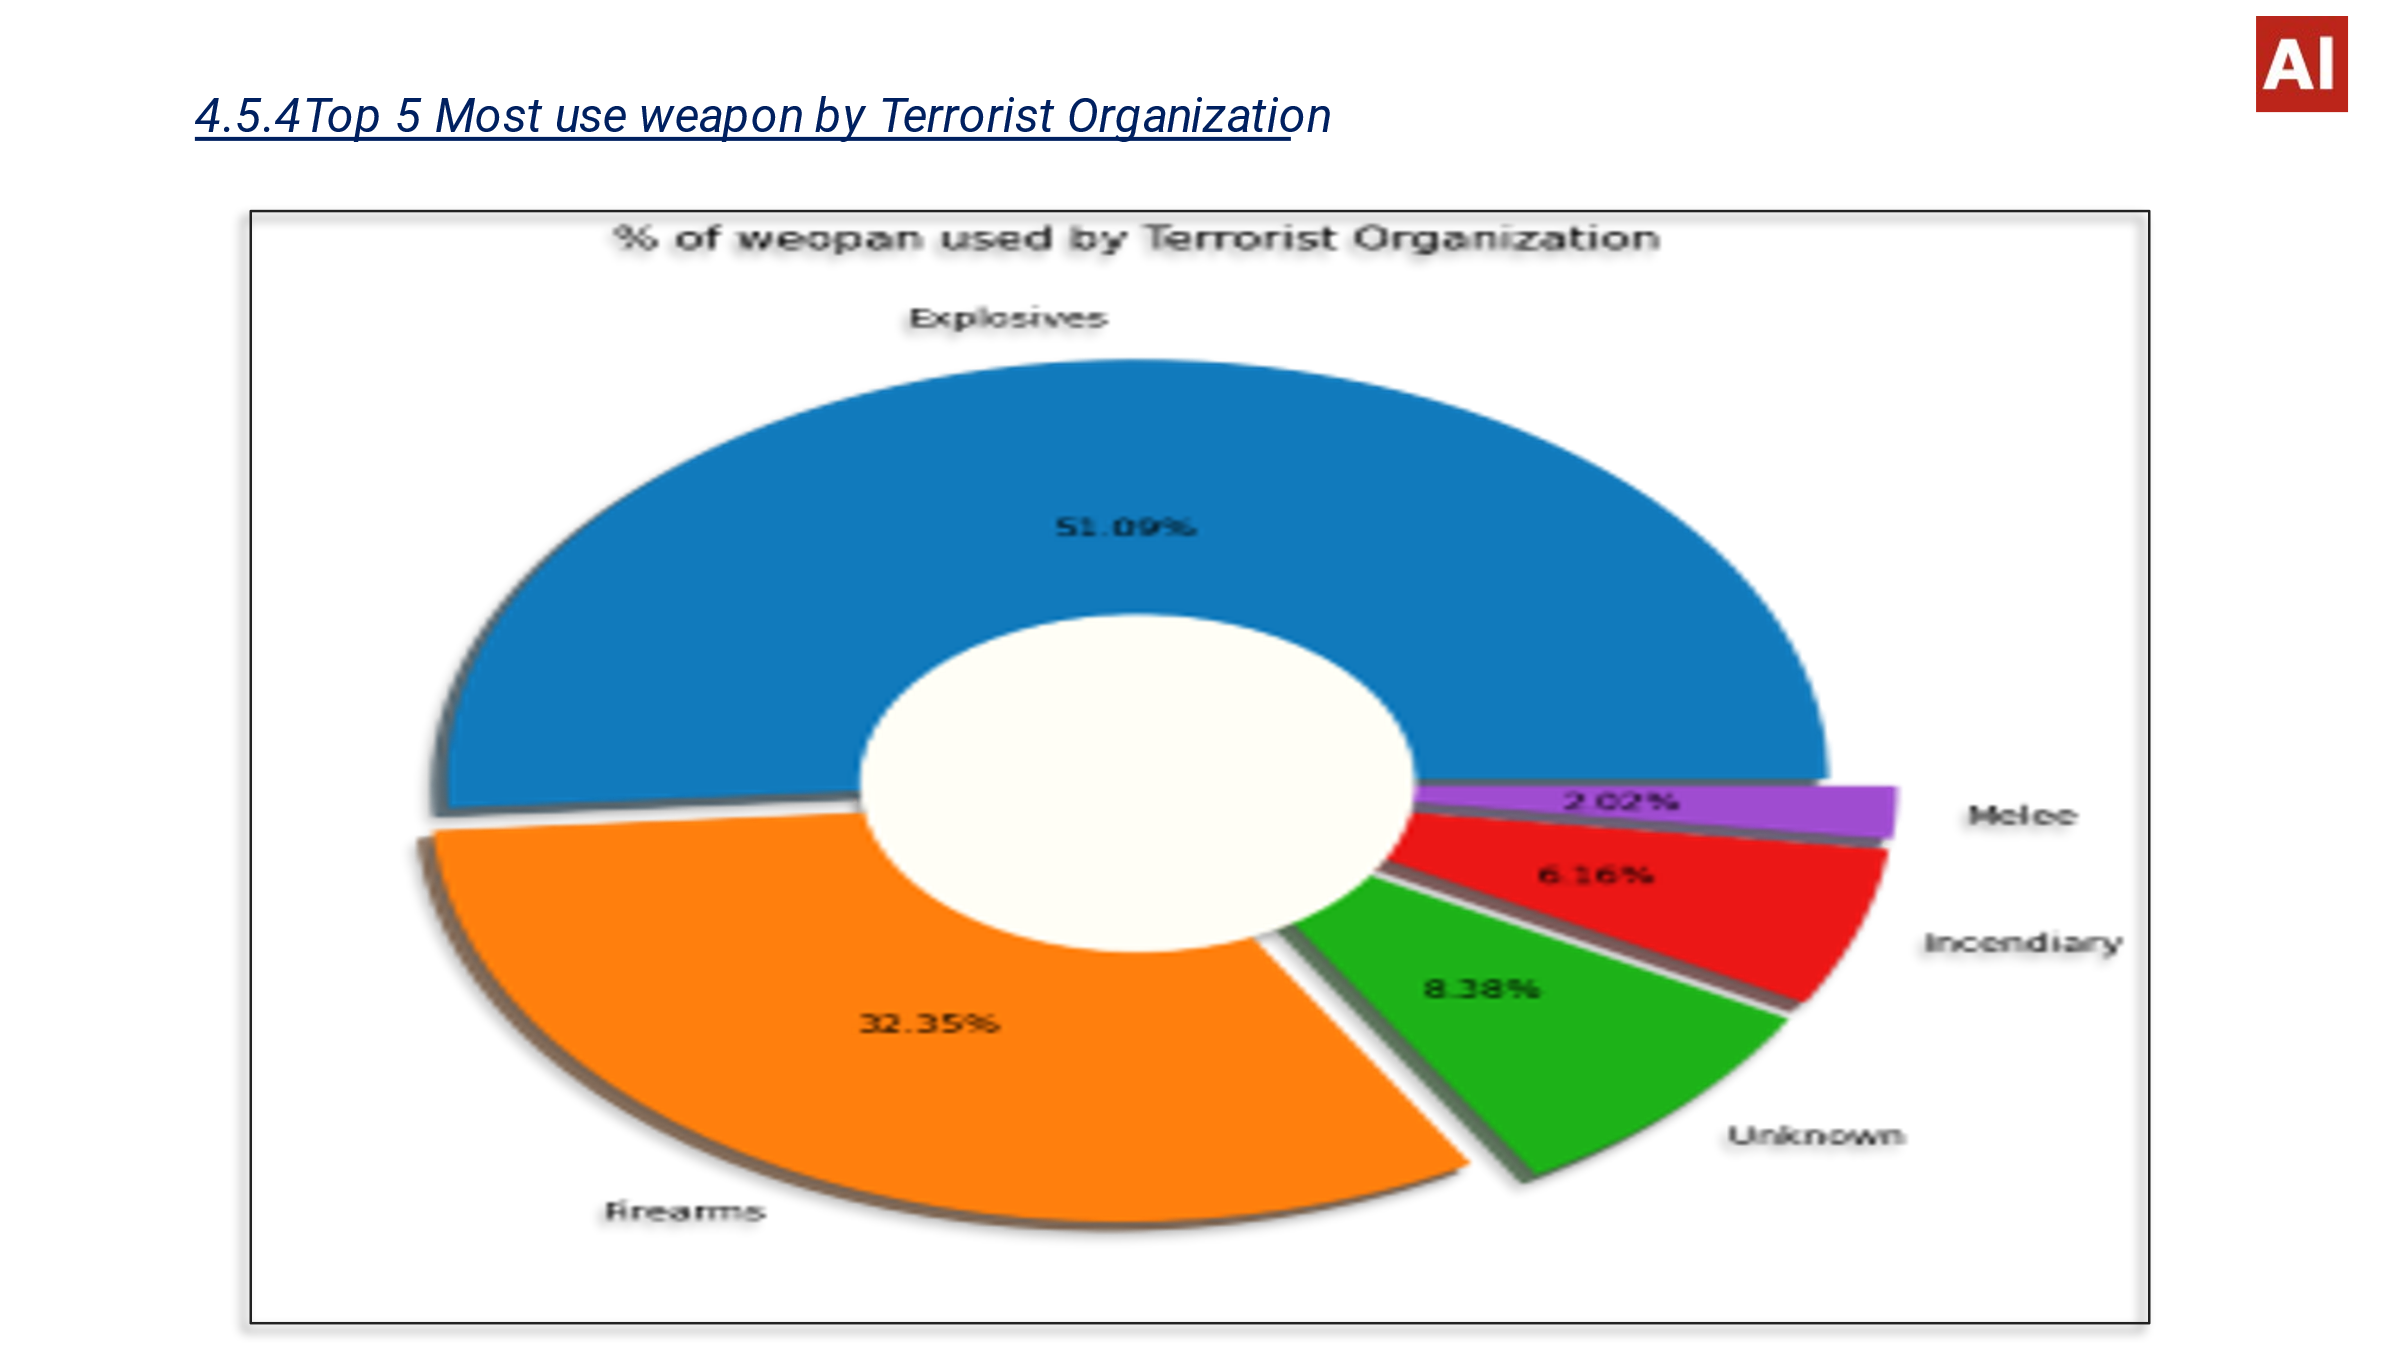 AI
4.5.4Top 5 Most use weapon by Terrorist Organization
% of weopan used by Terrorist Organization
Explosives
51.09%
2.02%
Melee
6.16%
Incendiary
8.38%
32.35%
Unknown
Firearms